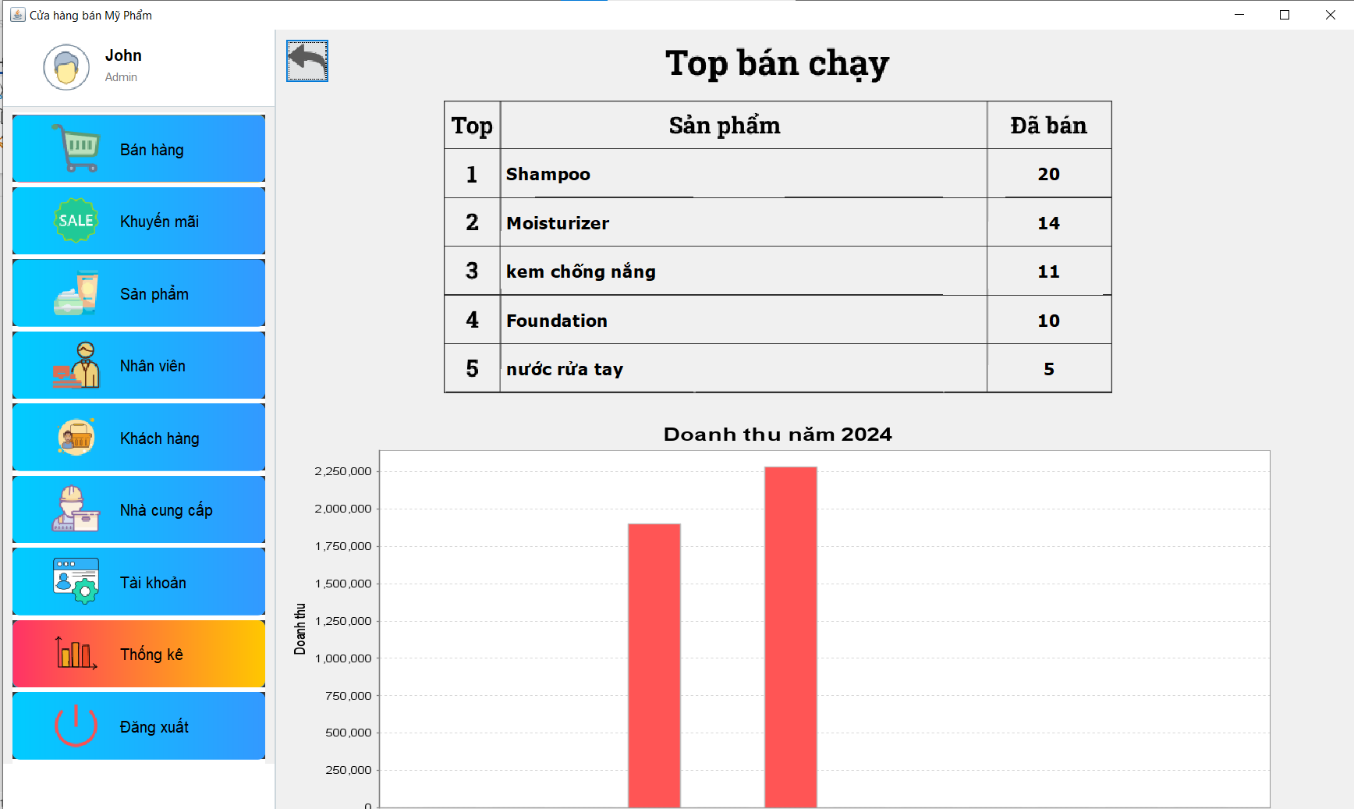 Cửa hàng bán Mỹ Phẩm
John
Admin
Bán hàng
SALE
Khuyến mãi
Sản phẩm
Nhân viên
Khách hàng
Nhà cung cấp
Tài khoản
Thống kê
Đăng xuất
Top bán chạy
Top Sản phẩm Đã bán
1 Shampoo 20
2 Moisturizer 14
3 kem chống nắng 11
4 Foundation 10
5 nước rửa tay 5
Doanh thu năm 2024
Doanh thu
2,250,000
2,000,000
1,750,000
1,500,000
1,250,000
1,000,000
750,000
500,000
250,000
0